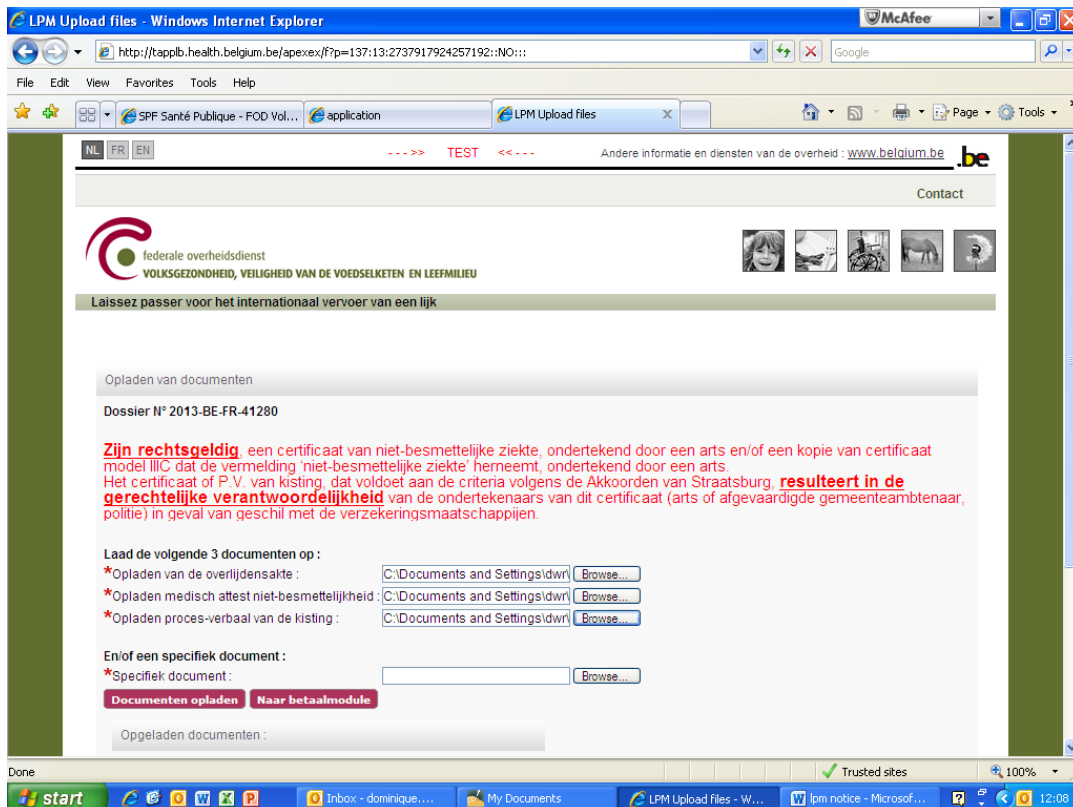 LPM Upload files - Windows Internet Explorer
McAfee
http://tapplb.health.belgium.be/apexex/f?p=137:13:2737917924257192::NO:::
Google
File Edit View Favorites Tools Help
SPF Santé Publique - FOD Vol...
application
LPM Upload files
Page
Tools
NL FR EN
--->> TEST <<---
Andere informatie en diensten van de overheid : www.belgium.be
.be
Contact
federale overheidsdienst
VOLKSGEZONDHEID, VEILIGHEID VAN DE VOEDSELKETEN EN LEEFMILIEU
Laissez passer voor het internationaal vervoer van een lijk
Opladen van documenten
Dossier N° 2013-BE-FR-41280
Zijn rechtsgeldig, een certificaat van niet-besmettelijke ziekte, ondertekend door een arts en/of een kopie van certificaat
model IIIC dat de vermelding 'niet-besmettelijke ziekte' herneemt, ondertekend door een arts.
Het certificaat of P.V. van kisting, dat voldoet aan de criteria volgens de Akkoorden van Straatsburg, resulteert in de
gerechtelijke verantwoordelijkheid van de ondertekenaars van dit certificaat (arts of afgevaardigde gemeenteambtenaar,
politie) in geval van geschil met de verzekeringsmaatschappijen.
Laad de volgende 3 documenten op :
*Opladen van de overlijdensakte : C:\Documents and Settings\dwr\ Browse...
*Opladen medisch attest niet-besmettelijkheid : C:\Documents and Settings\dwr\ Browse...
*Opladen proces-verbaal van de kisting : C:\Documents and Settings\dwr\ Browse...
En/of een specifiek document :
*Specifiek document : Browse...
Documenten opladen Naar betaalmodule
Opgeladen documenten :
Done
Trusted sites
100%
start
Inbox - dominique....
My Documents
LPM Upload files - W...
lpm notice - Microsof...
12:08